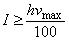 I ≥ hν_max / 100